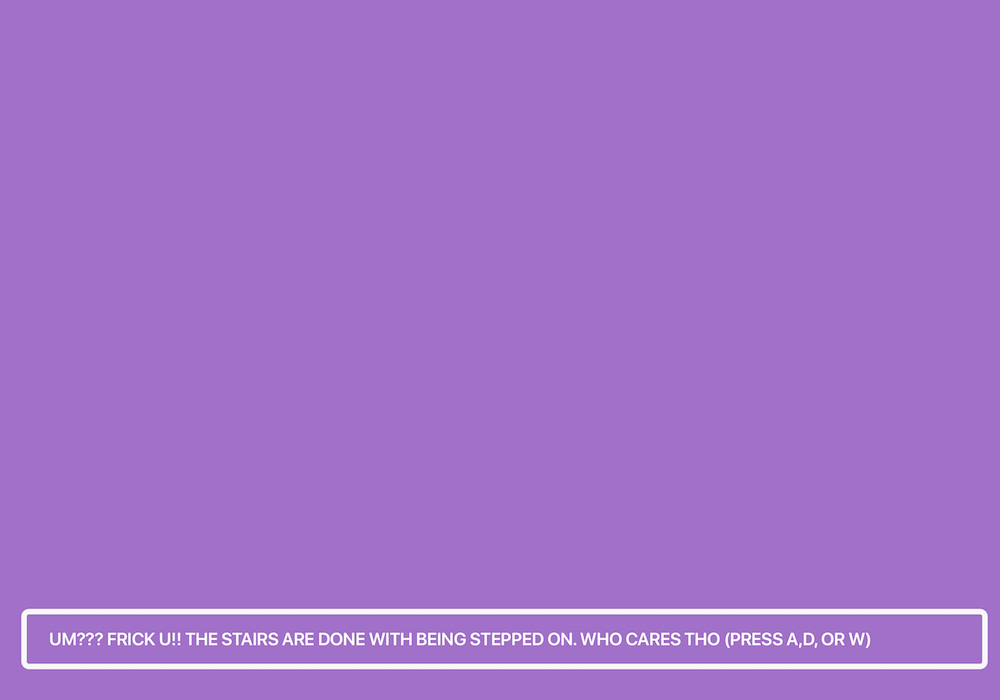 UM??? FRICK U!! THE STAIRS ARE DONE WITH BEING STEPPED ON. WHO CARES THO (PRESS A,D, OR W)